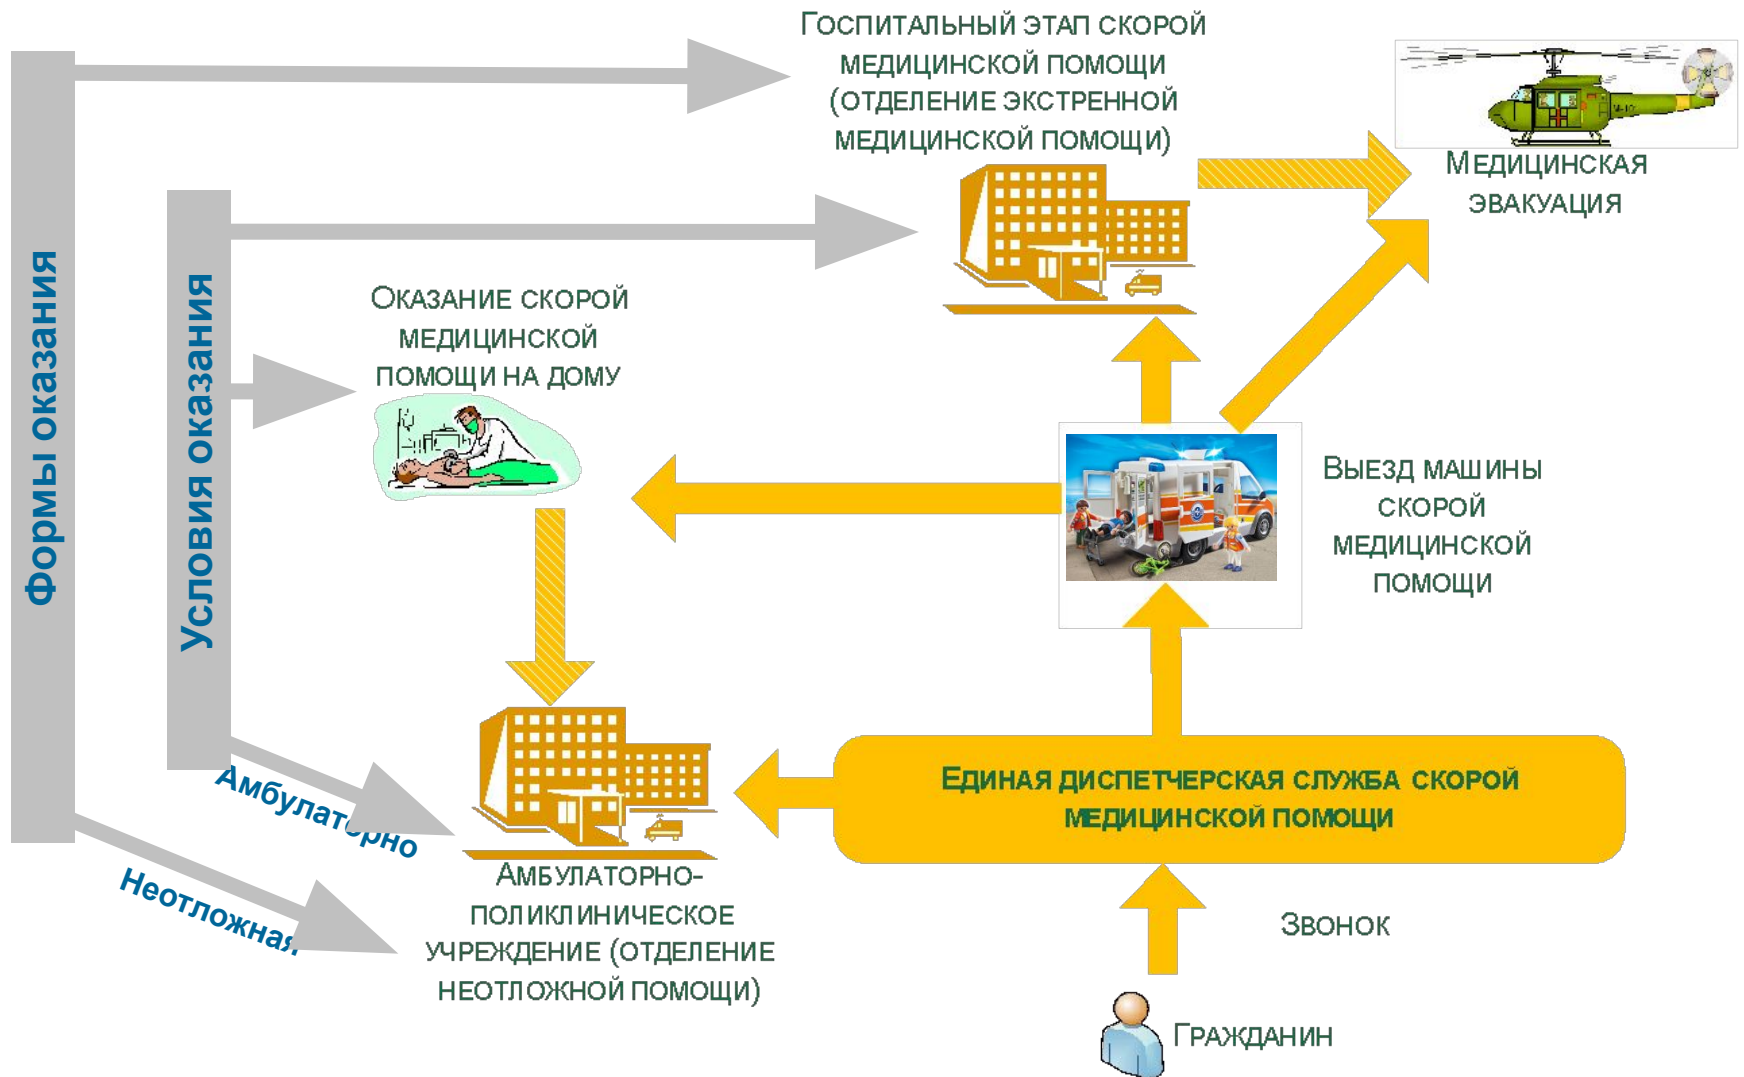 Госпитальный этап скорой
медицинской помощи
(отделение экстренной
медицинской помощи)
Медицинская
эвакуация
Формы оказания
Условия оказания
Оказание скорой
медицинской
помощи на дому
Выезд машины
скорой
медицинской
помощи
Амбулаторно
Неотложная
Единая диспетчерская служба скорой
медицинской помощи
Амбулаторно-
поликлиническое
учреждение (отделение
неотложной помощи)
Звонок
Гражданин